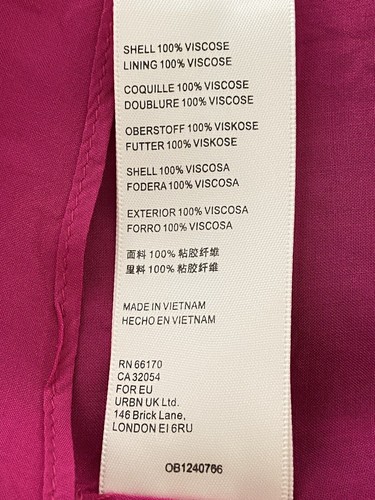 SHELL 100% VISCOSE
LINING 100% VISCOSE
COQUILLE 100% VISCOSE
DOUBLURE 100% VISCOSE
OBERSTOFF 100% VISKOSE
FUTTER 100% VISKOSE
SHELL 100% VISCOSA
FODERA 100% VISCOSA
EXTERIOR 100% VISCOSA
FORRO 100% VISCOSA
面料 100% 粘胶纤维
里料 100% 粘胶纤维
MADE IN VIETNAM
HECHO EN VIETNAM
RN 66170
CA 32054
FOR EU
URBN UK Ltd.
146 Brick Lane,
LONDON EI 6RU
OB1240766